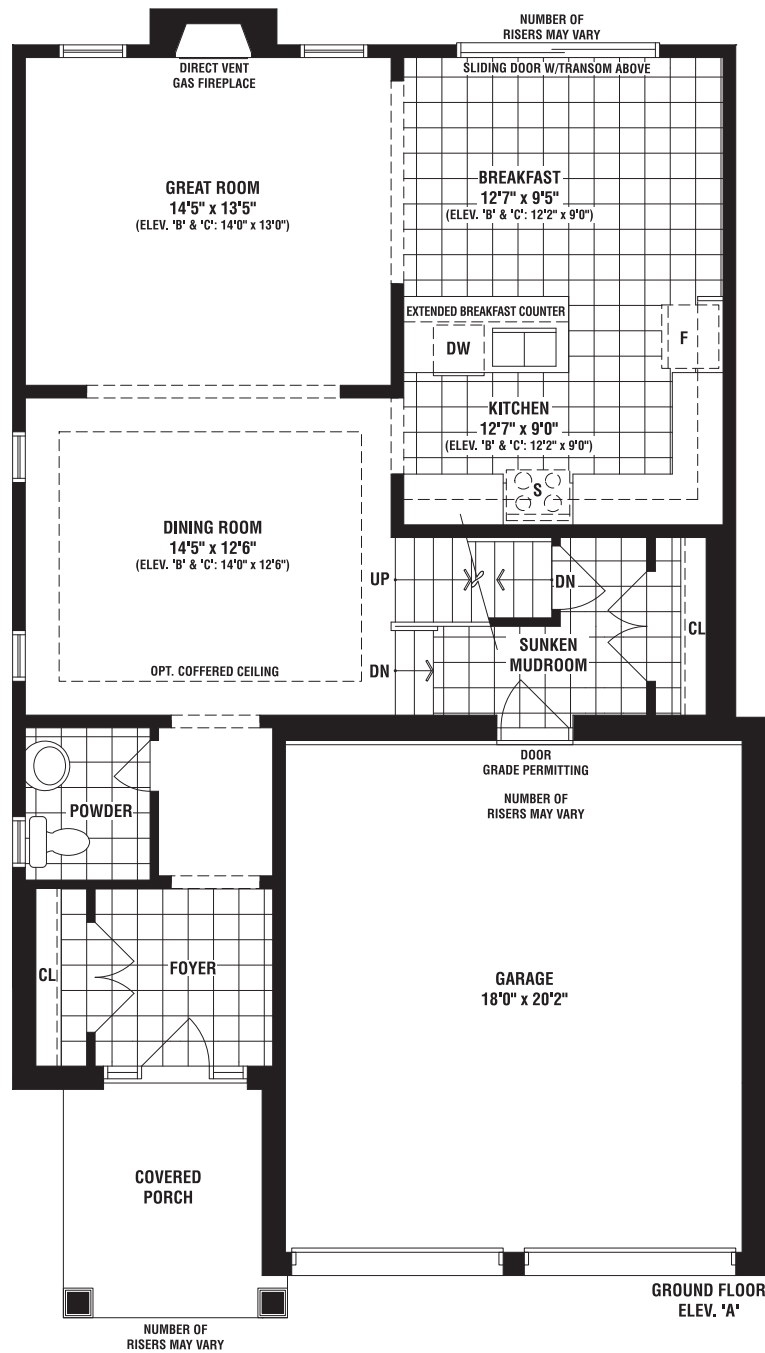 NUMBER OF
RISERS MAY VARY
DIRECT VENT
GAS FIREPLACE
SLIDING DOOR W/TRANSOM ABOVE
GREAT ROOM
14'5" x 13'5"
(ELEV. 'B' & 'C': 14'0" x 13'0")
BREAKFAST
12'7" x 9'5"
(ELEV. 'B' & 'C': 12'2" x 9'0")
EXTENDED BREAKFAST COUNTER
DW
F
KITCHEN
12'7" x 9'0"
(ELEV. 'B' & 'C': 12'2" x 9'0")
S
DINING ROOM
14'5" x 12'6"
(ELEV. 'B' & 'C': 14'0" x 12'6")
OPT. COFFERED CEILING
UP
DN
CL
SUNKEN
MUDROOM
DN
DOOR
GRADE PERMITTING
NUMBER OF
RISERS MAY VARY
POWDER
CL
FOYER
GARAGE
18'0" x 20'2"
COVERED
PORCH
GROUND FLOOR
ELEV. 'A'
NUMBER OF
RISERS MAY VARY